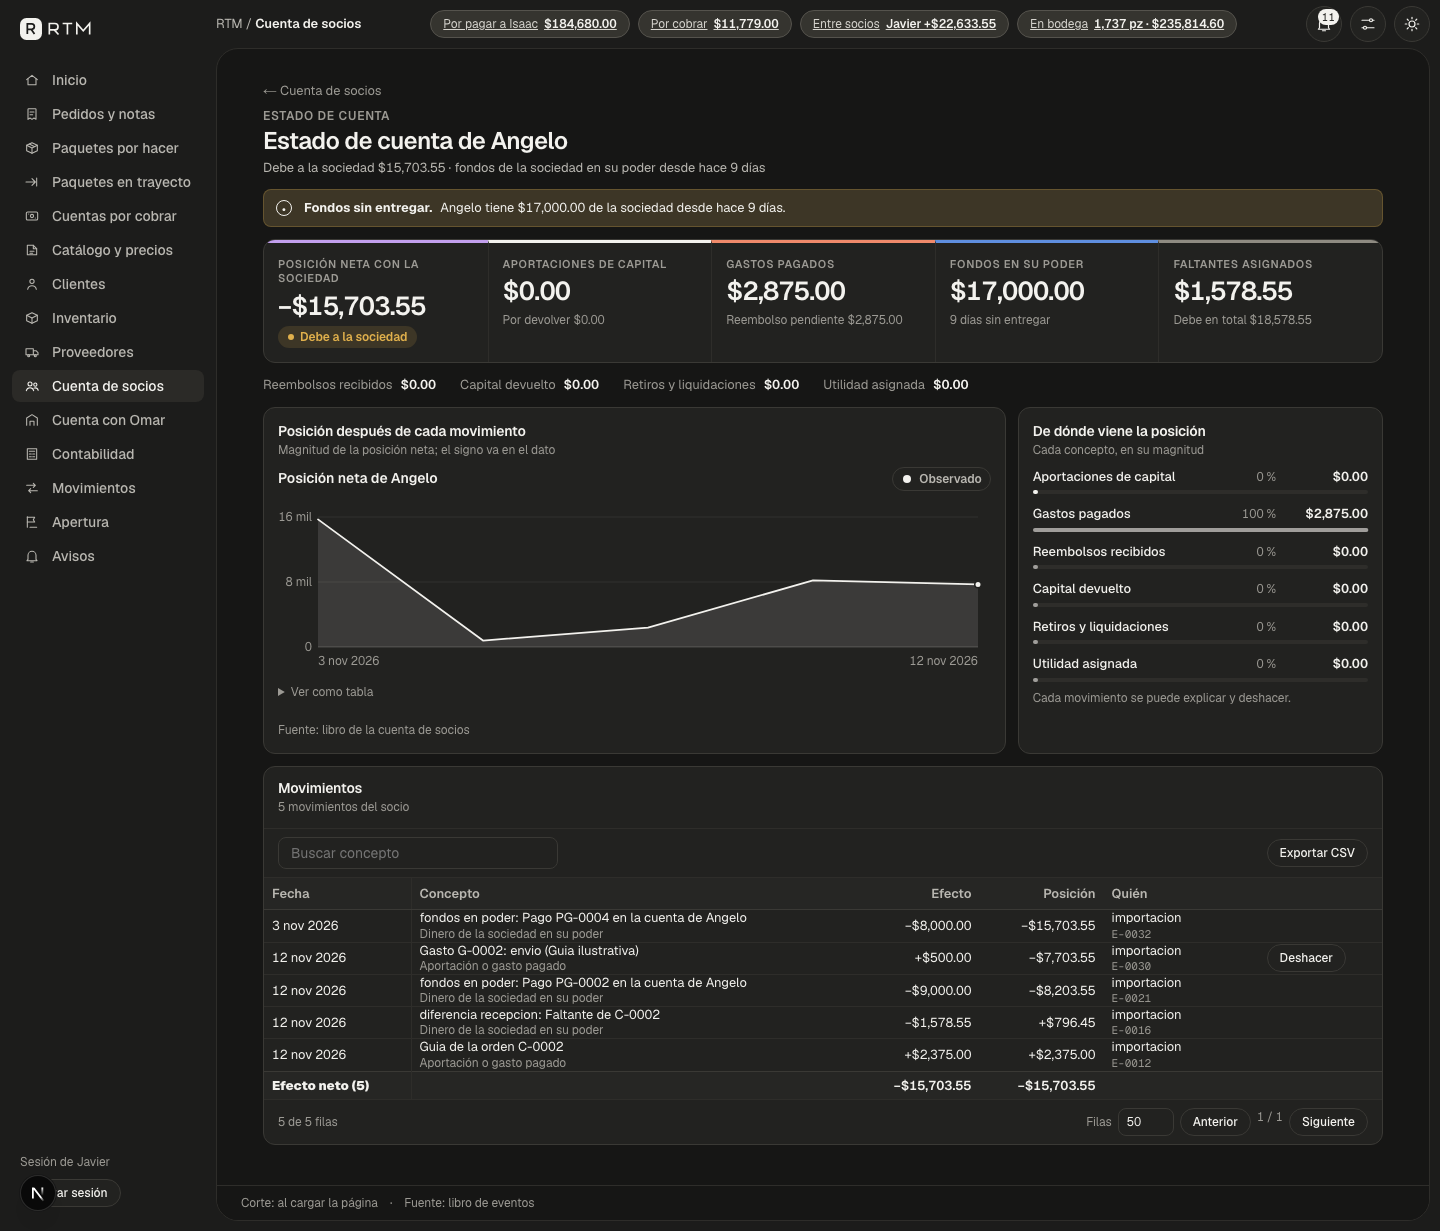 R RTM
RTM / Cuenta de socios
Por pagar a Isaac $184,680.00
Por cobrar $11,779.00
Entre socios Javier +$22,633.55
En bodega 1,737 pz · $235,814.60
11
Inicio
Pedidos y notas
Paquetes por hacer
Paquetes en trayecto
Cuentas por cobrar
Catálogo y precios
Clientes
Inventario
Proveedores
Cuenta de socios
Cuenta con Omar
Contabilidad
Movimientos
Apertura
Avisos
Sesión de Javier
N ar sesión
← Cuenta de socios
ESTADO DE CUENTA
Estado de cuenta de Angelo
Debe a la sociedad $15,703.55 · fondos de la sociedad en su poder desde hace 9 días
Fondos sin entregar. Angelo tiene $17,000.00 de la sociedad desde hace 9 días.
POSICIÓN NETA CON LA
SOCIEDAD
−$15,703.55
Debe a la sociedad
APORTACIONES DE CAPITAL
$0.00
Por devolver $0.00
GASTOS PAGADOS
$2,875.00
Reembolso pendiente $2,875.00
FONDOS EN SU PODER
$17,000.00
9 días sin entregar
FALTANTES ASIGNADOS
$1,578.55
Debe en total $18,578.55
Reembolsos recibidos $0.00 Capital devuelto $0.00 Retiros y liquidaciones $0.00 Utilidad asignada $0.00
Posición después de cada movimiento
Magnitud de la posición neta; el signo va en el dato
Posición neta de Angelo
Observado
16 mil
8 mil
0
3 nov 2026 12 nov 2026
▶ Ver como tabla
Fuente: libro de la cuenta de socios
De dónde viene la posición
Cada concepto, en su magnitud
Aportaciones de capital 0 % $0.00
Gastos pagados 100 % $2,875.00
Reembolsos recibidos 0 % $0.00
Capital devuelto 0 % $0.00
Retiros y liquidaciones 0 % $0.00
Utilidad asignada 0 % $0.00
Cada movimiento se puede explicar y deshacer.
Movimientos
5 movimientos del socio
Buscar concepto
Exportar CSV
Fecha Concepto Efecto Posición Quién
3 nov 2026 fondos en poder: Pago PG-0004 en la cuenta de Angelo −$8,000.00 −$15,703.55 importacion
Dinero de la sociedad en su poder E-0032
12 nov 2026 Gasto G-0002: envio (Guia ilustrativa) +$500.00 −$7,703.55 importacion Deshacer
Aportación o gasto pagado E-0030
12 nov 2026 fondos en poder: Pago PG-0002 en la cuenta de Angelo −$9,000.00 −$8,203.55 importacion
Dinero de la sociedad en su poder E-0021
12 nov 2026 diferencia recepcion: Faltante de C-0002 −$1,578.55 +$796.45 importacion
Dinero de la sociedad en su poder E-0016
12 nov 2026 Guia de la orden C-0002 +$2,375.00 +$2,375.00 importacion
Aportación o gasto pagado E-0012
Efecto neto (5) −$15,703.55 −$15,703.55
5 de 5 filas
Filas 50 Anterior 1 / 1 Siguiente
Corte: al cargar la página · Fuente: libro de eventos